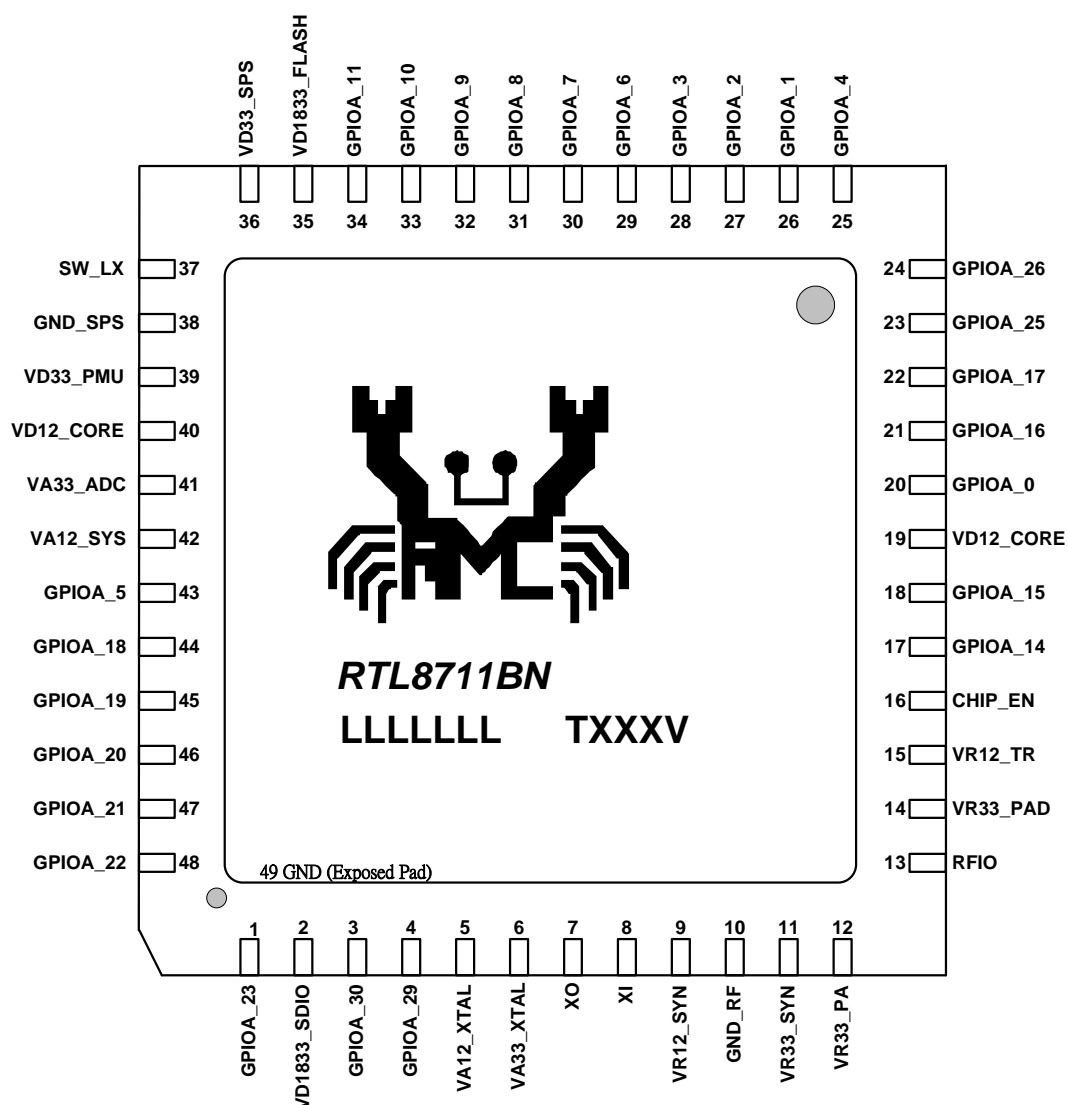 VD33_SPS
VD1833_FLASH
GPIOA_11
GPIOA_10
GPIOA_9
GPIOA_8
GPIOA_7
GPIOA_6
GPIOA_3
GPIOA_2
GPIOA_1
GPIOA_4
36 35 34 33 32 31 30 29 28 27 26 25
SW_LX 37
GND_SPS 38
VD33_PMU 39
VD12_CORE 40
VA33_ADC 41
VA12_SYS 42
GPIOA_5 43
GPIOA_18 44
GPIOA_19 45
GPIOA_20 46
GPIOA_21 47
GPIOA_22 48
24 GPIOA_26
23 GPIOA_25
22 GPIOA_17
21 GPIOA_16
20 GPIOA_0
19 VD12_CORE
18 GPIOA_15
17 GPIOA_14
16 CHIP_EN
15 VR12_TR
14 VR33_PAD
13 RFIO
RTL8711BN
LLLLLLL TXXXV
49 GND (Exposed Pad)
1 2 3 4 5 6 7 8 9 10 11 12
GPIOA_23
VD1833_SDIO
GPIOA_30
GPIOA_29
VA12_XTAL
VA33_XTAL
XO
XI
VR12_SYN
GND_RF
VR33_SYN
VR33_PA